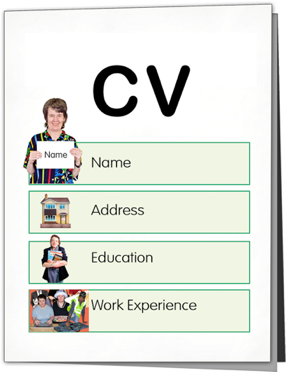 CV
Name
Name
Address
Education
Work Experience